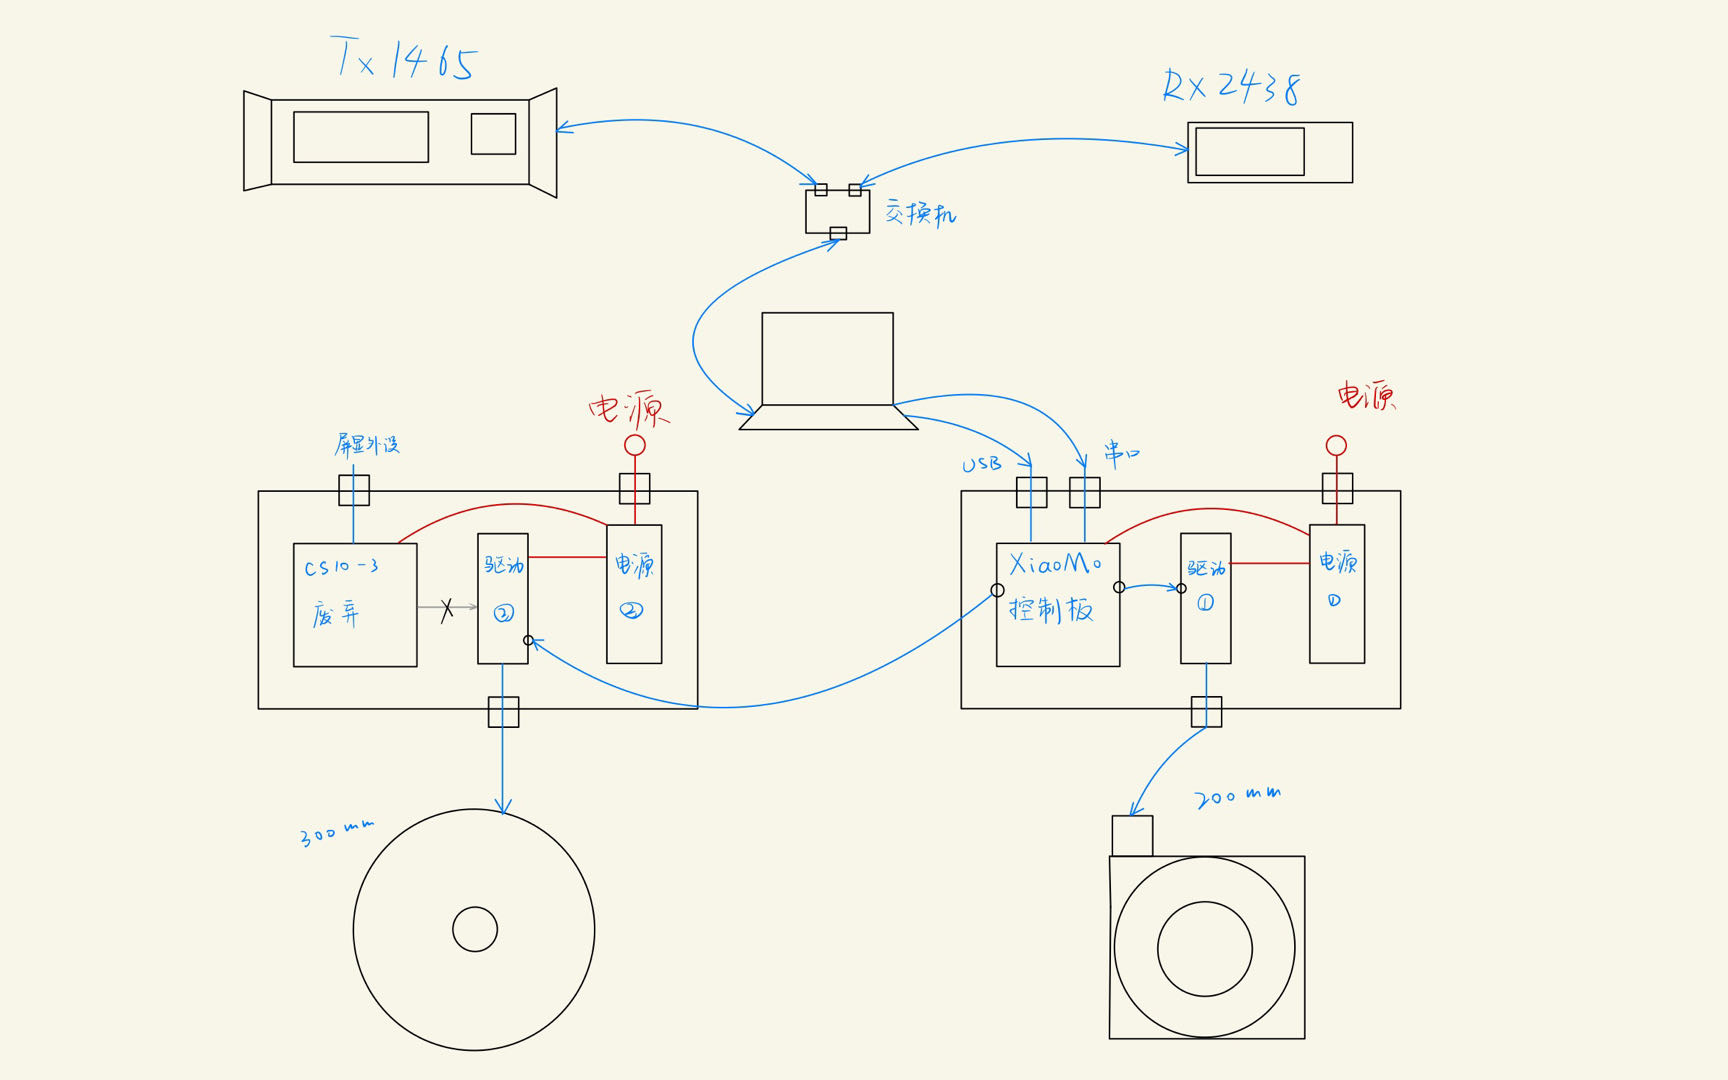 Tx 1465
RX 2438
交换机
电源
电源
屏显外设
USB
串口
CS10-3
废弃
驱动
②
电源
②
XiaoMo
控制板
驱动
①
电源
①
300mm
200mm